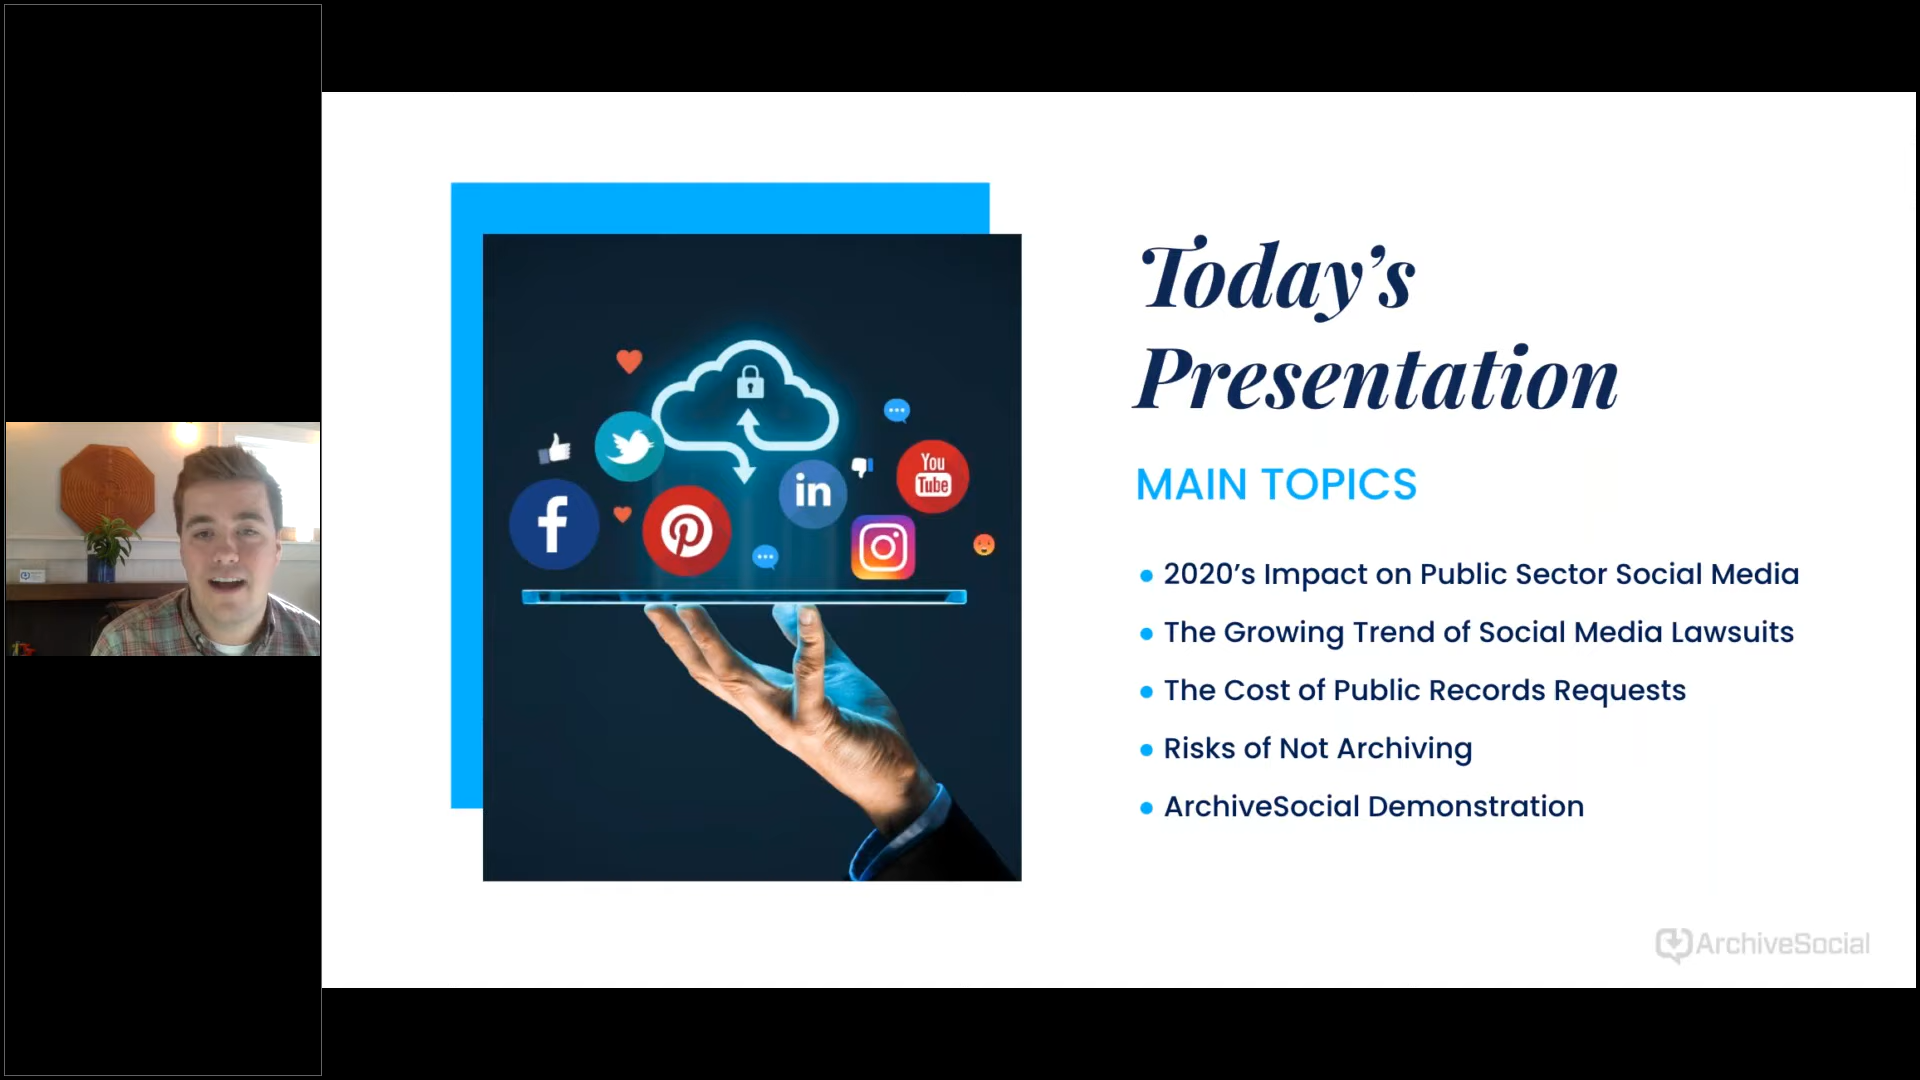 Today’s
Presentation
MAIN TOPICS
2020’s Impact on Public Sector Social Media
The Growing Trend of Social Media Lawsuits
The Cost of Public Records Requests
Risks of Not Archiving
ArchiveSocial Demonstration
f
in
You
Tube
ArchiveSocial